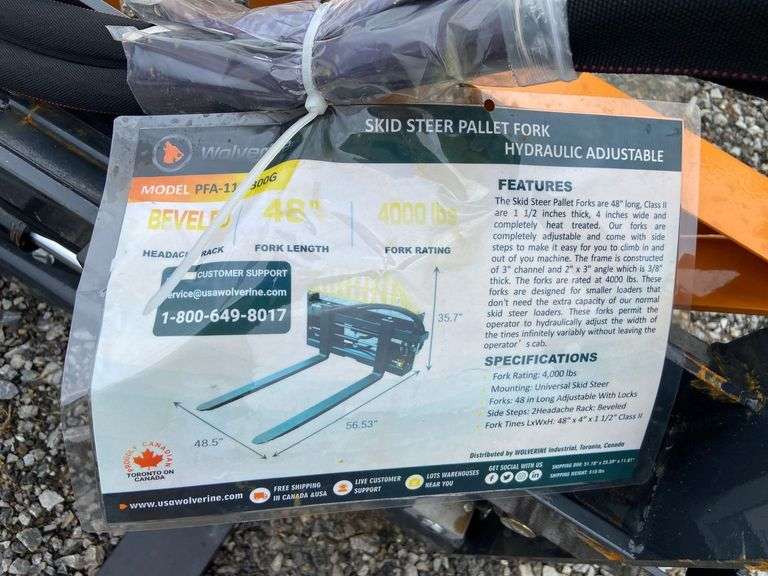 SKID STEER PALLET FORK
HYDRAULIC ADJUSTABLE
Wolverine
MODEL PFA-11 300G
BEVELED 48" 4000 lbs
HEADACHE RACK FORK LENGTH FORK RATING
CUSTOMER SUPPORT
service@usawolverine.com
1-800-649-8017
35.7"
48.5"
56.53"
FEATURES
The Skid Steer Pallet Forks are 48" long, Class II
are 1 1/2 inches thick, 4 inches wide and
completely heat treated. Our forks are
completely adjustable and come with side
steps to make it easy for you to climb in and
out of you machine. The frame is constructed
of 3" channel and 2" x 3" angle which is 3/8"
thick. The forks are rated at 4000 lbs. These
forks are designed for smaller loaders that
don't need the extra capacity of our normal
skid steer loaders. These forks permit the
operator to hydraulically adjust the width of
the tines infinitely variably without leaving the
operator's cab.
SPECIFICATIONS
Fork Rating: 4,000 lbs
Mounting: Universal Skid Steer
Forks: 48 in Long Adjustable With Locks
Side Steps: 2Headache Rack: Beveled
Fork Tines LxWxH: 48" x 4" x 1 1/2" Class II
Distributed by WOLVERINE Industrial, Toronto, Canada
PROUDLY CANADIAN
TORONTO ON
CANADA
www.usawolverine.com
FREE SHIPPING
IN CANADA &USA
LIVE CUSTOMER
SUPPORT
LOTS WAREHOUSES
NEAR YOU
GET SOCIAL WITH US
SHIPPING BOX:
SHIPPING WEIGHT: